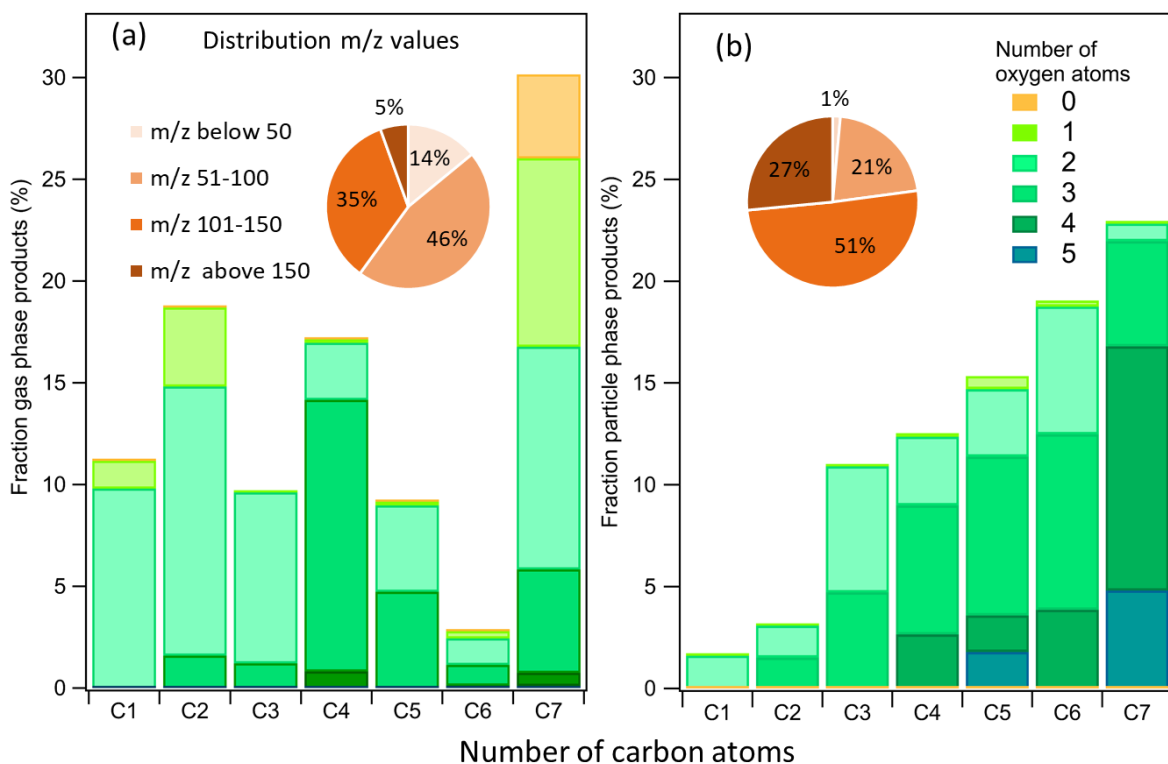 (a)
Distribution m/z values
m/z below 50
m/z 51-100
m/z 101-150
m/z above 150
5%
14%
35%
46%
Fraction gas phase products (%)
30
25
20
15
10
5
0
C1 C2 C3 C4 C5 C6 C7
(b)
1%
27%
21%
51%
Number of
oxygen atoms
0
1
2
3
4
5
Fraction particle phase products (%)
30
25
20
15
10
5
0
C1 C2 C3 C4 C5 C6 C7
Number of carbon atoms